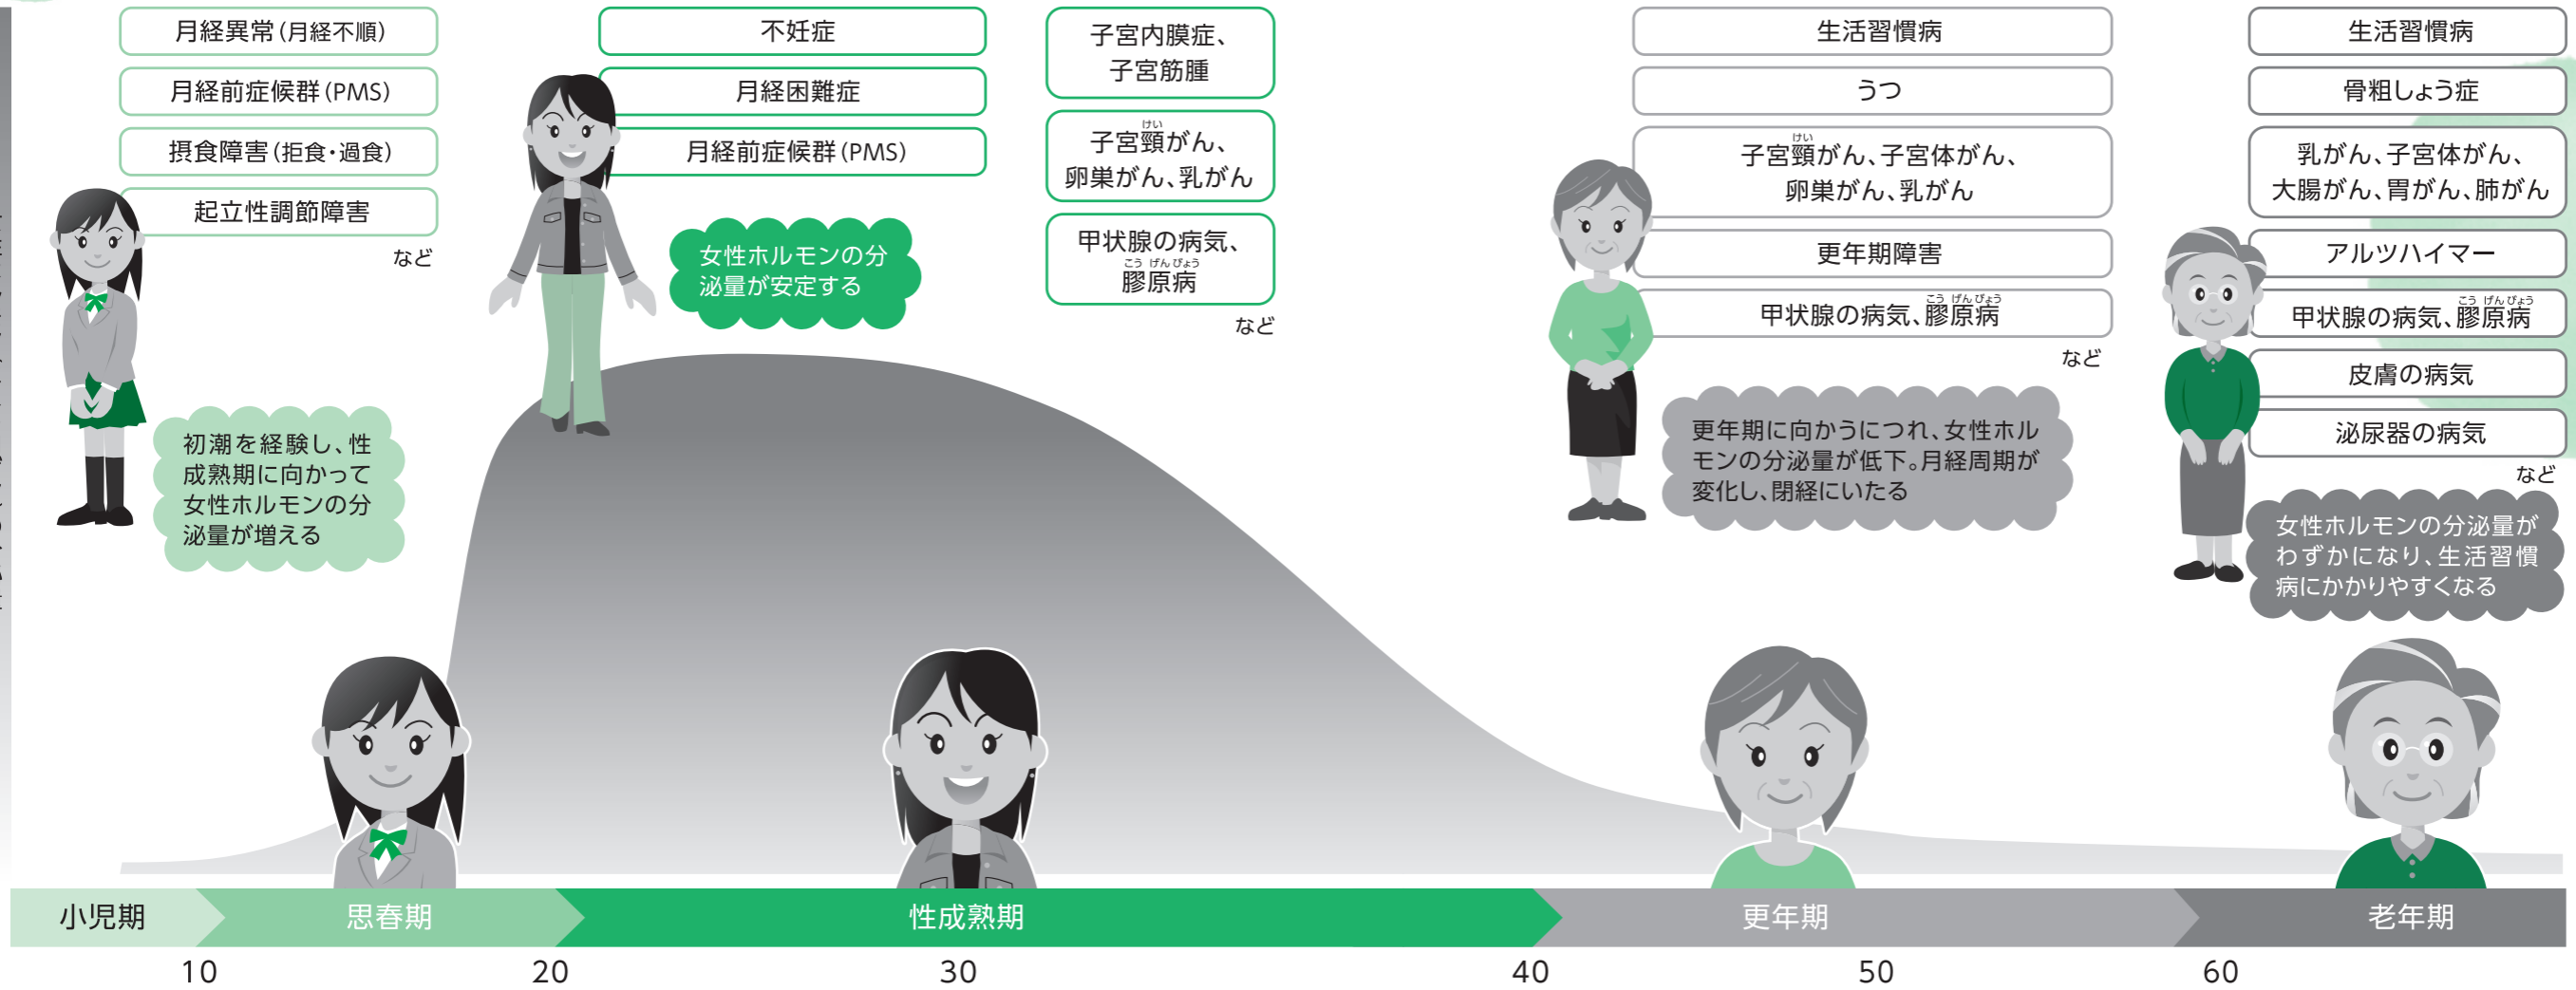 月経異常(月経不順)
月経前症候群(PMS)
摂食障害(拒食・過食)
起立性調節障害
など
初潮を経験し、性
成熟期に向かって
女性ホルモンの分
泌量が増える
不妊症
月経困難症
月経前症候群(PMS)
女性ホルモンの分
泌量が安定する
子宮内膜症、
子宮筋腫
けい
子宮頸がん、
卵巣がん、乳がん
甲状腺の病気、
こう げん びょう
膠原病
など
生活習慣病
うつ
けい
子宮頸がん、子宮体がん、
卵巣がん、乳がん
更年期障害
こう げん びょう
甲状腺の病気、膠原病
など
更年期に向かうにつれ、女性ホル
モンの分泌量が低下。月経周期が
変化し、閉経にいたる
生活習慣病
骨粗しょう症
乳がん、子宮体がん、
大腸がん、胃がん、肺がん
アルツハイマー
こう げん びょう
甲状腺の病気、膠原病
皮膚の病気
泌尿器の病気
など
女性ホルモンの分泌量が
わずかになり、生活習慣
病にかかりやすくなる
小児期
思春期
性成熟期
更年期
老年期
10
20
30
40
50
60